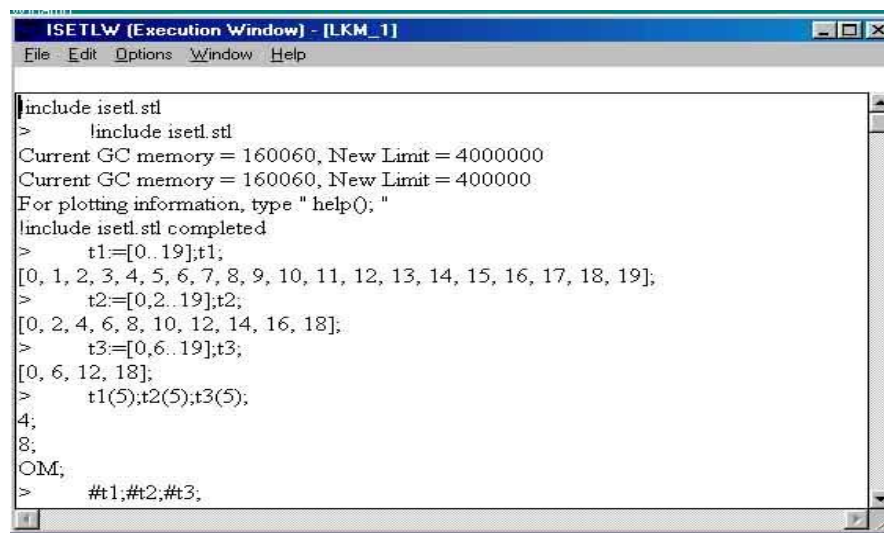 ISETLW (Execution Window) - [LKM_1]
File Edit Options Window Help
!include isetl.stl
> !include isetl.stl
Current GC memory = 160060, New Limit = 4000000
Current GC memory = 160060, New Limit = 400000
For plotting information, type " help(); "
!include isetl.stl completed
> t1:=[0..19];t1;
[0, 1, 2, 3, 4, 5, 6, 7, 8, 9, 10, 11, 12, 13, 14, 15, 16, 17, 18, 19];
> t2:=[0,2..19];t2;
[0, 2, 4, 6, 8, 10, 12, 14, 16, 18];
> t3:=[0,6..19];t3;
[0, 6, 12, 18];
> t1(5);t2(5);t3(5);
4;
8;
OM;
> #t1;#t2;#t3;